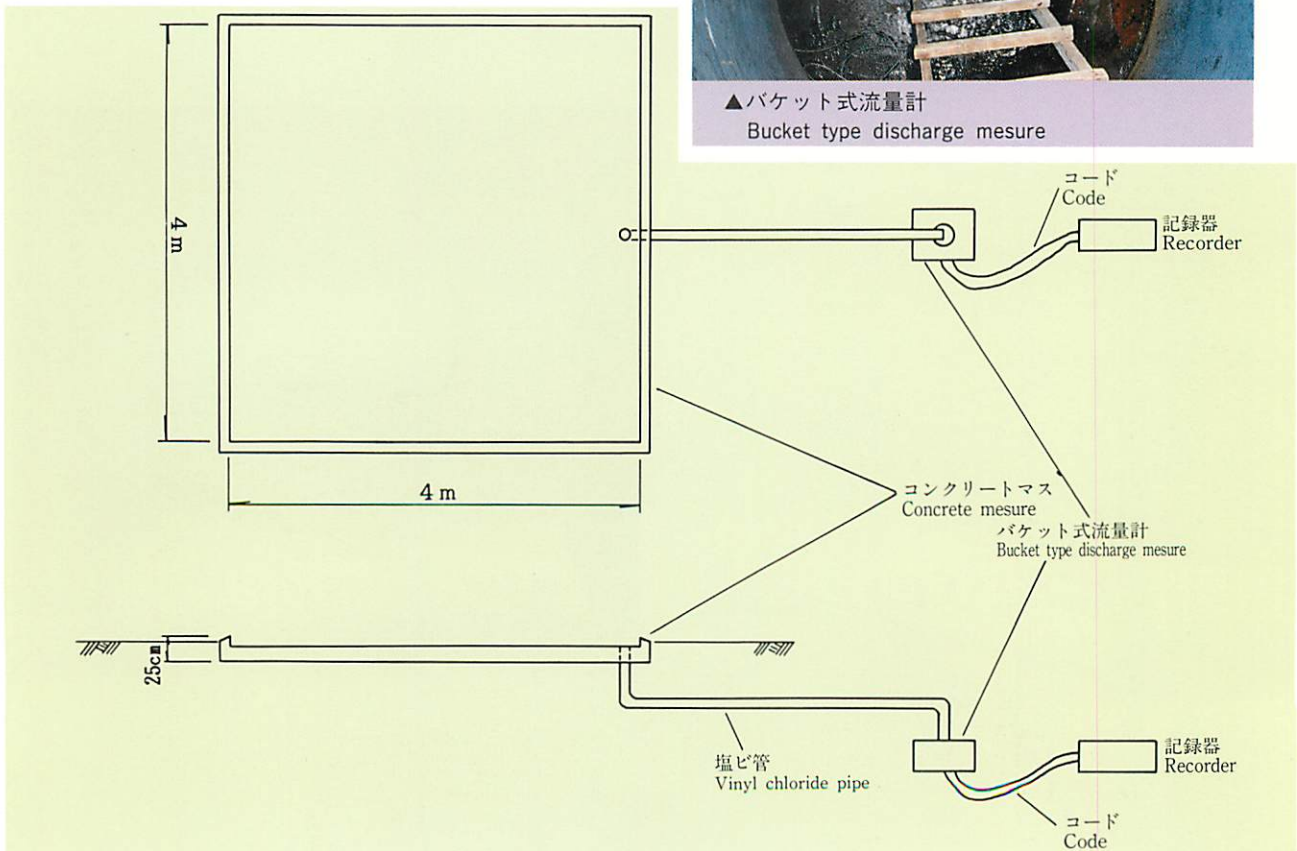 ▲バケット式流量計
Bucket type discharge mesure
コード
Code
記録器
Recorder
4m
4m
コンクリートマス
Concrete mesure
バケット式流量計
Bucket type discharge mesure
25cm
塩ビ管
Vinyl chloride pipe
記録器
Recorder
コード
Code